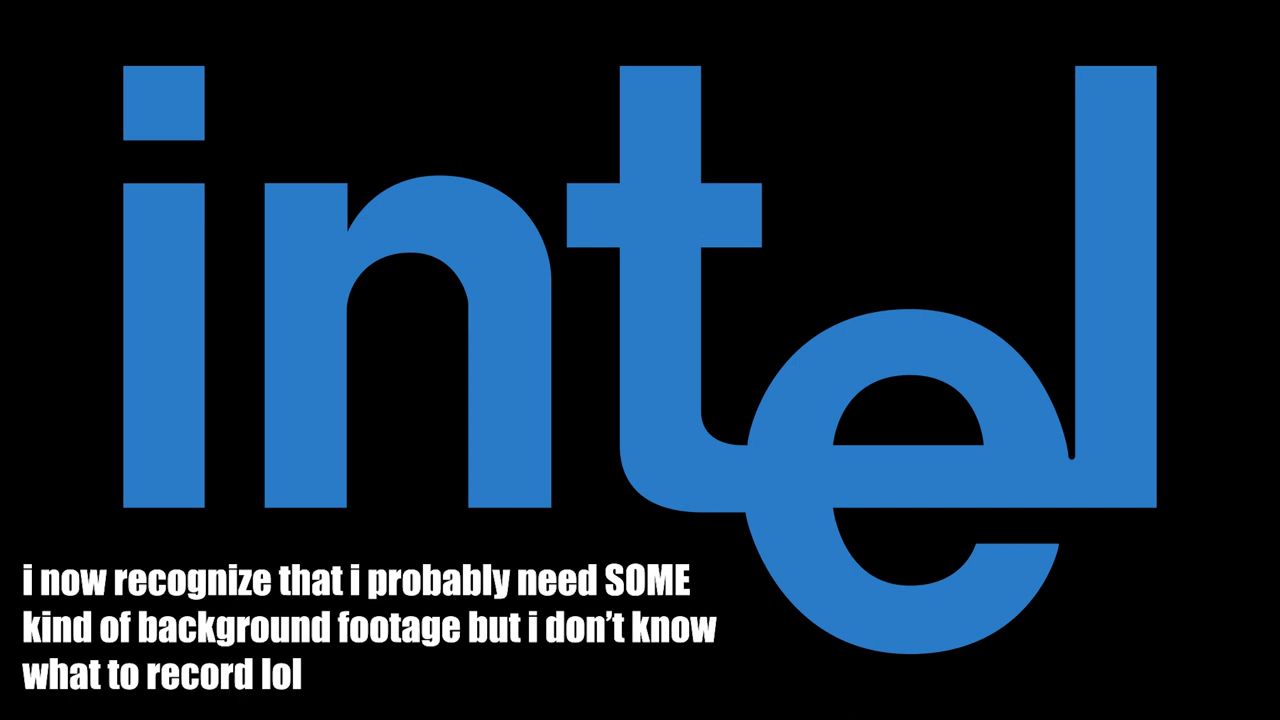 intel
i now recognize that i probably need SOME
kind of background footage but i don't know
what to record lol